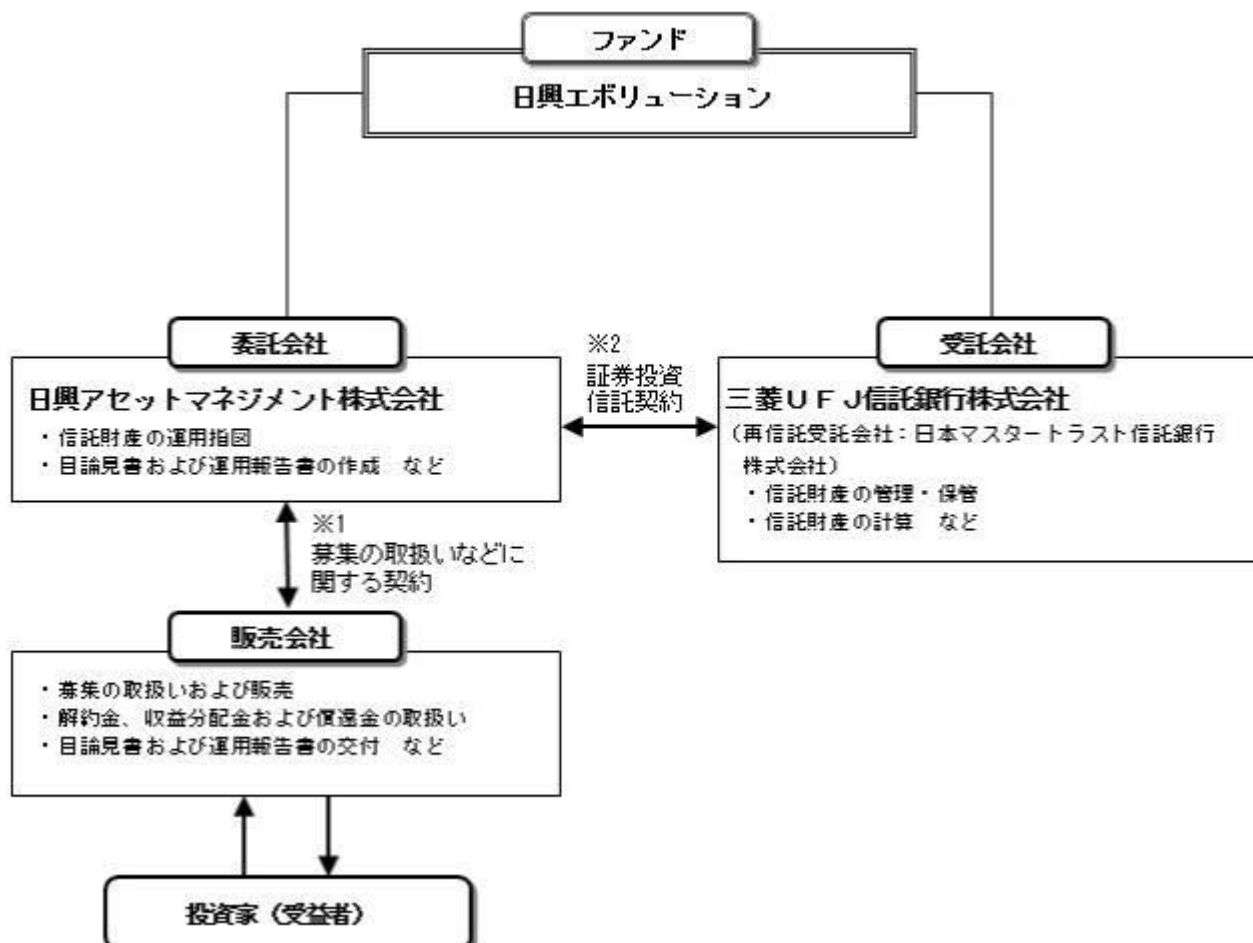 ファンド
日興エボリューション
委託会社
日興アセットマネジメント株式会社
・信託財産の運用指図
・目論見書および運用報告書の作成　など
※2
証券投資
信託契約
受託会社
三菱ＵＦＪ信託銀行株式会社
（再信託受託会社：日本マスタートラスト信託銀行
株式会社）
・信託財産の管理・保管
・信託財産の計算　など
※1
募集の取扱いなどに
関する契約
販売会社
・募集の取扱いおよび販売
・解約金、収益分配金および償還金の取扱い
・目論見書および運用報告書の交付　など
投資家（受益者）